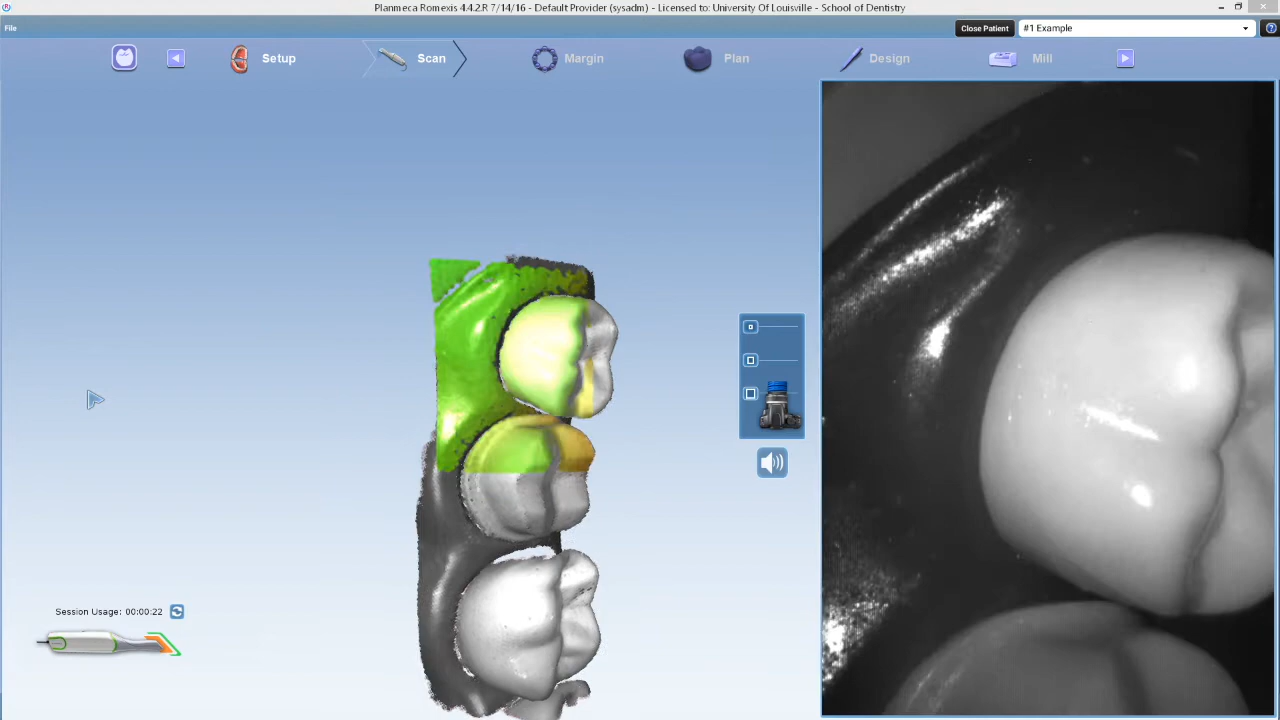 Planmeca Romexis 4.4.2.R 7/14/16 - Default Provider (sysadm) - Licensed to: University Of Louisville - School of Dentistry
File
Close Patient
#1 Example
Setup
Scan
Margin
Plan
Design
Mill
Session Usage: 00:00:22